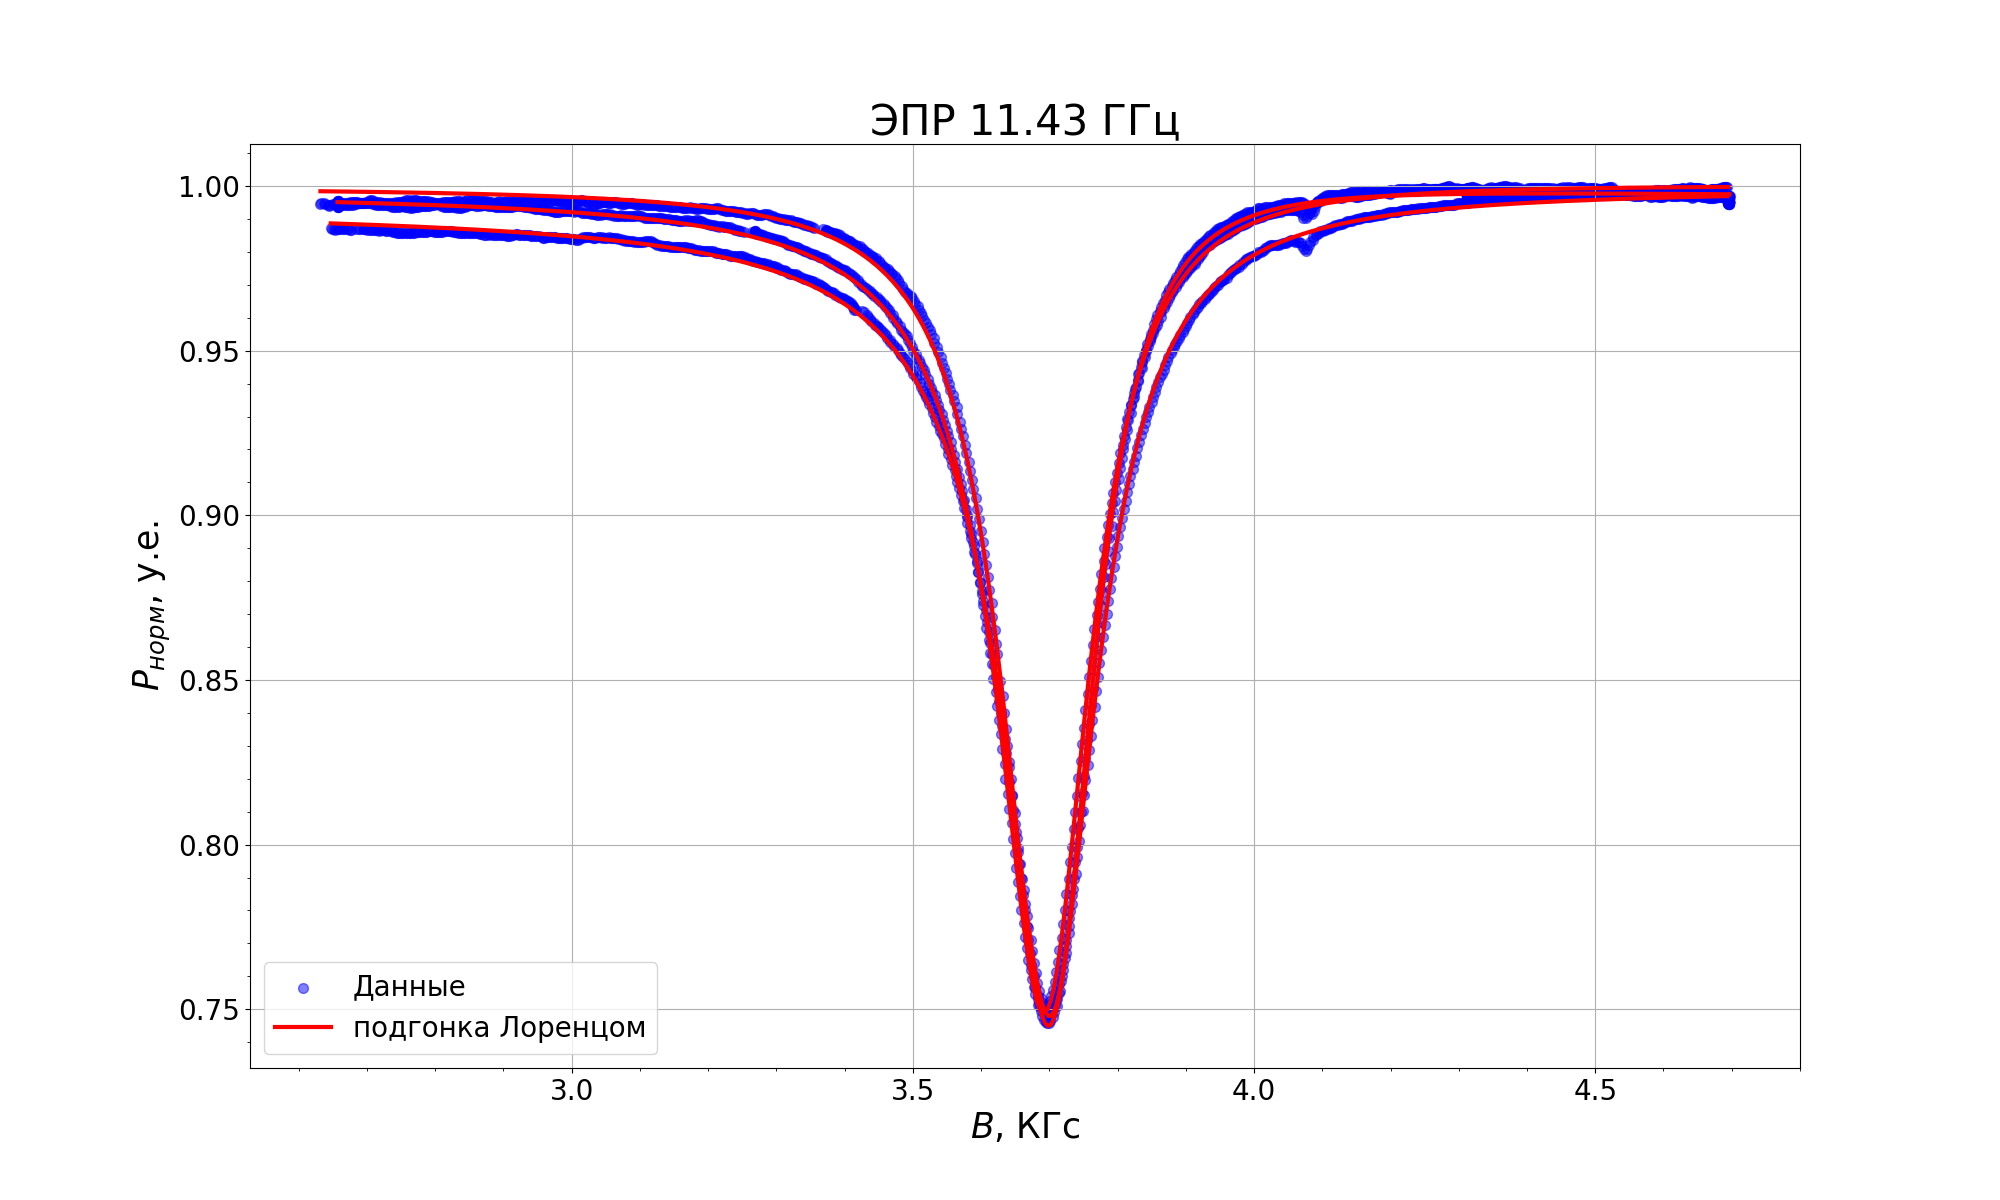 ЭПР 11.43 ГГц
1.00
0.95
0.90
0.85
0.80
0.75
P норм, у.е.
Данные
подгонка Лоренцом
3.0 3.5 4.0 4.5
B, КГс